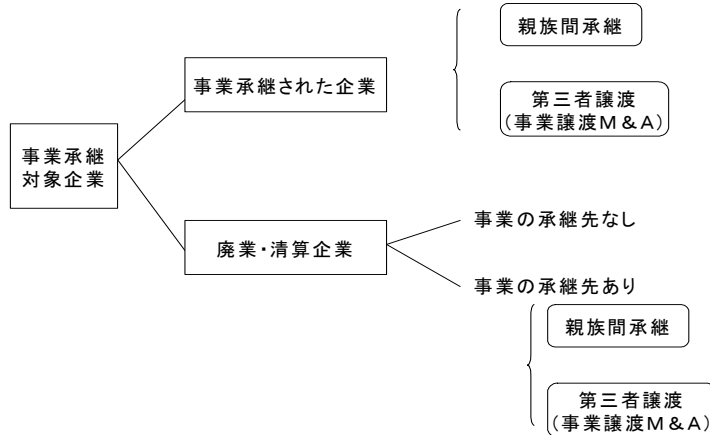 親族間承継
事業承継された企業
第三者譲渡
(事業譲渡M&A)
事業承継
対象企業
事業の承継先なし
廃業・清算企業
事業の承継先あり
親族間承継
第三者譲渡
(事業譲渡M&A)